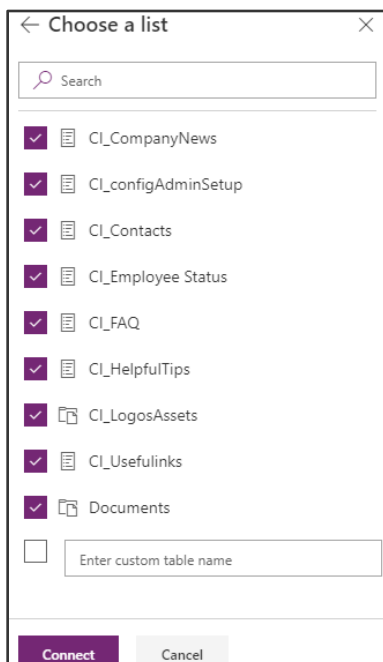 Choose a list
Search
CI_CompanyNews
CI_configAdminSetup
CI_Contacts
CI_Employee Status
CI_FAQ
CI_HelpfulTips
CI_LogosAssets
CI_Usefulinks
Documents
Enter custom table name
Connect Cancel